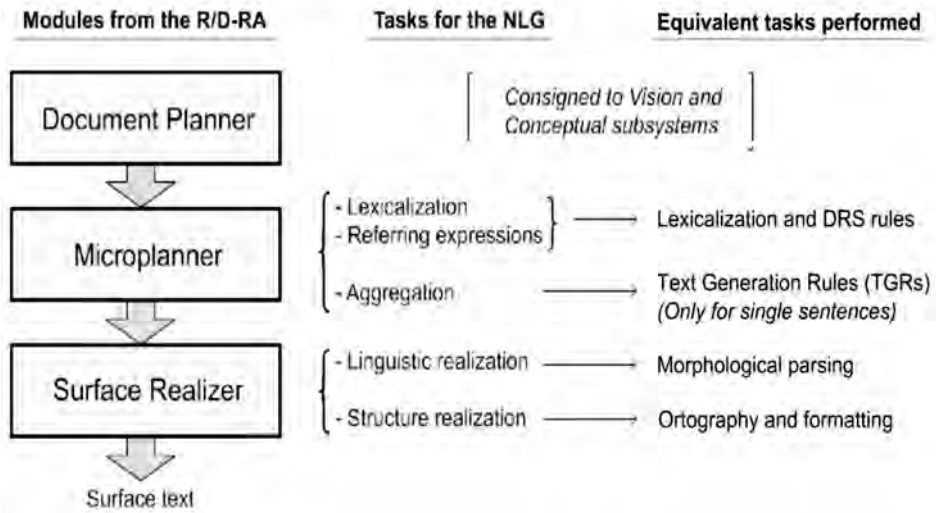 Modules from the R/D-RA
Tasks for the NLG
Equivalent tasks performed
Document Planner
Consigned to Vision and
Conceptual subsystems
Microplanner
- Lexicalization
- Referring expressions
Lexicalization and DRS rules
- Aggregation
Text Generation Rules (TGRs)
(Only for single sentences)
Surface Realizer
- Linguistic realization
Morphological parsing
- Structure realization
Ortography and formatting
Surface text